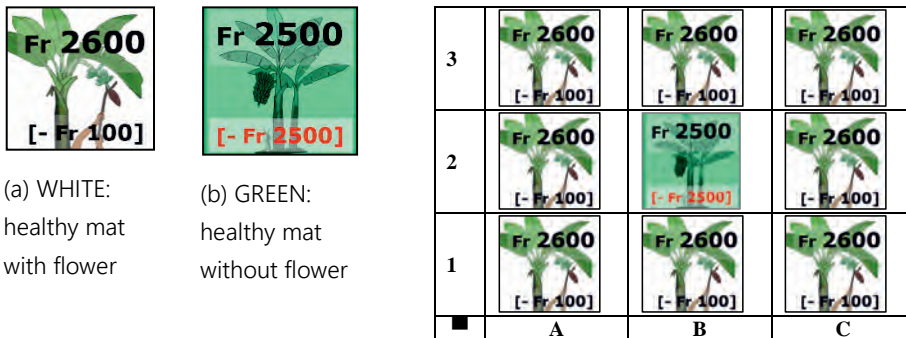 Fr 2600
[- Fr 100]
(a) WHITE:
healthy mat
with flower
Fr 2500
[- Fr 2500]
(b) GREEN:
healthy mat
without flower
3
Fr 2600
[- Fr 100]
Fr 2600
[- Fr 100]
Fr 2600
[- Fr 100]
2
Fr 2600
[- Fr 100]
Fr 2500
[- Fr 2500]
Fr 2600
[- Fr 100]
1
Fr 2600
[- Fr 100]
Fr 2600
[- Fr 100]
Fr 2600
[- Fr 100]
A B C